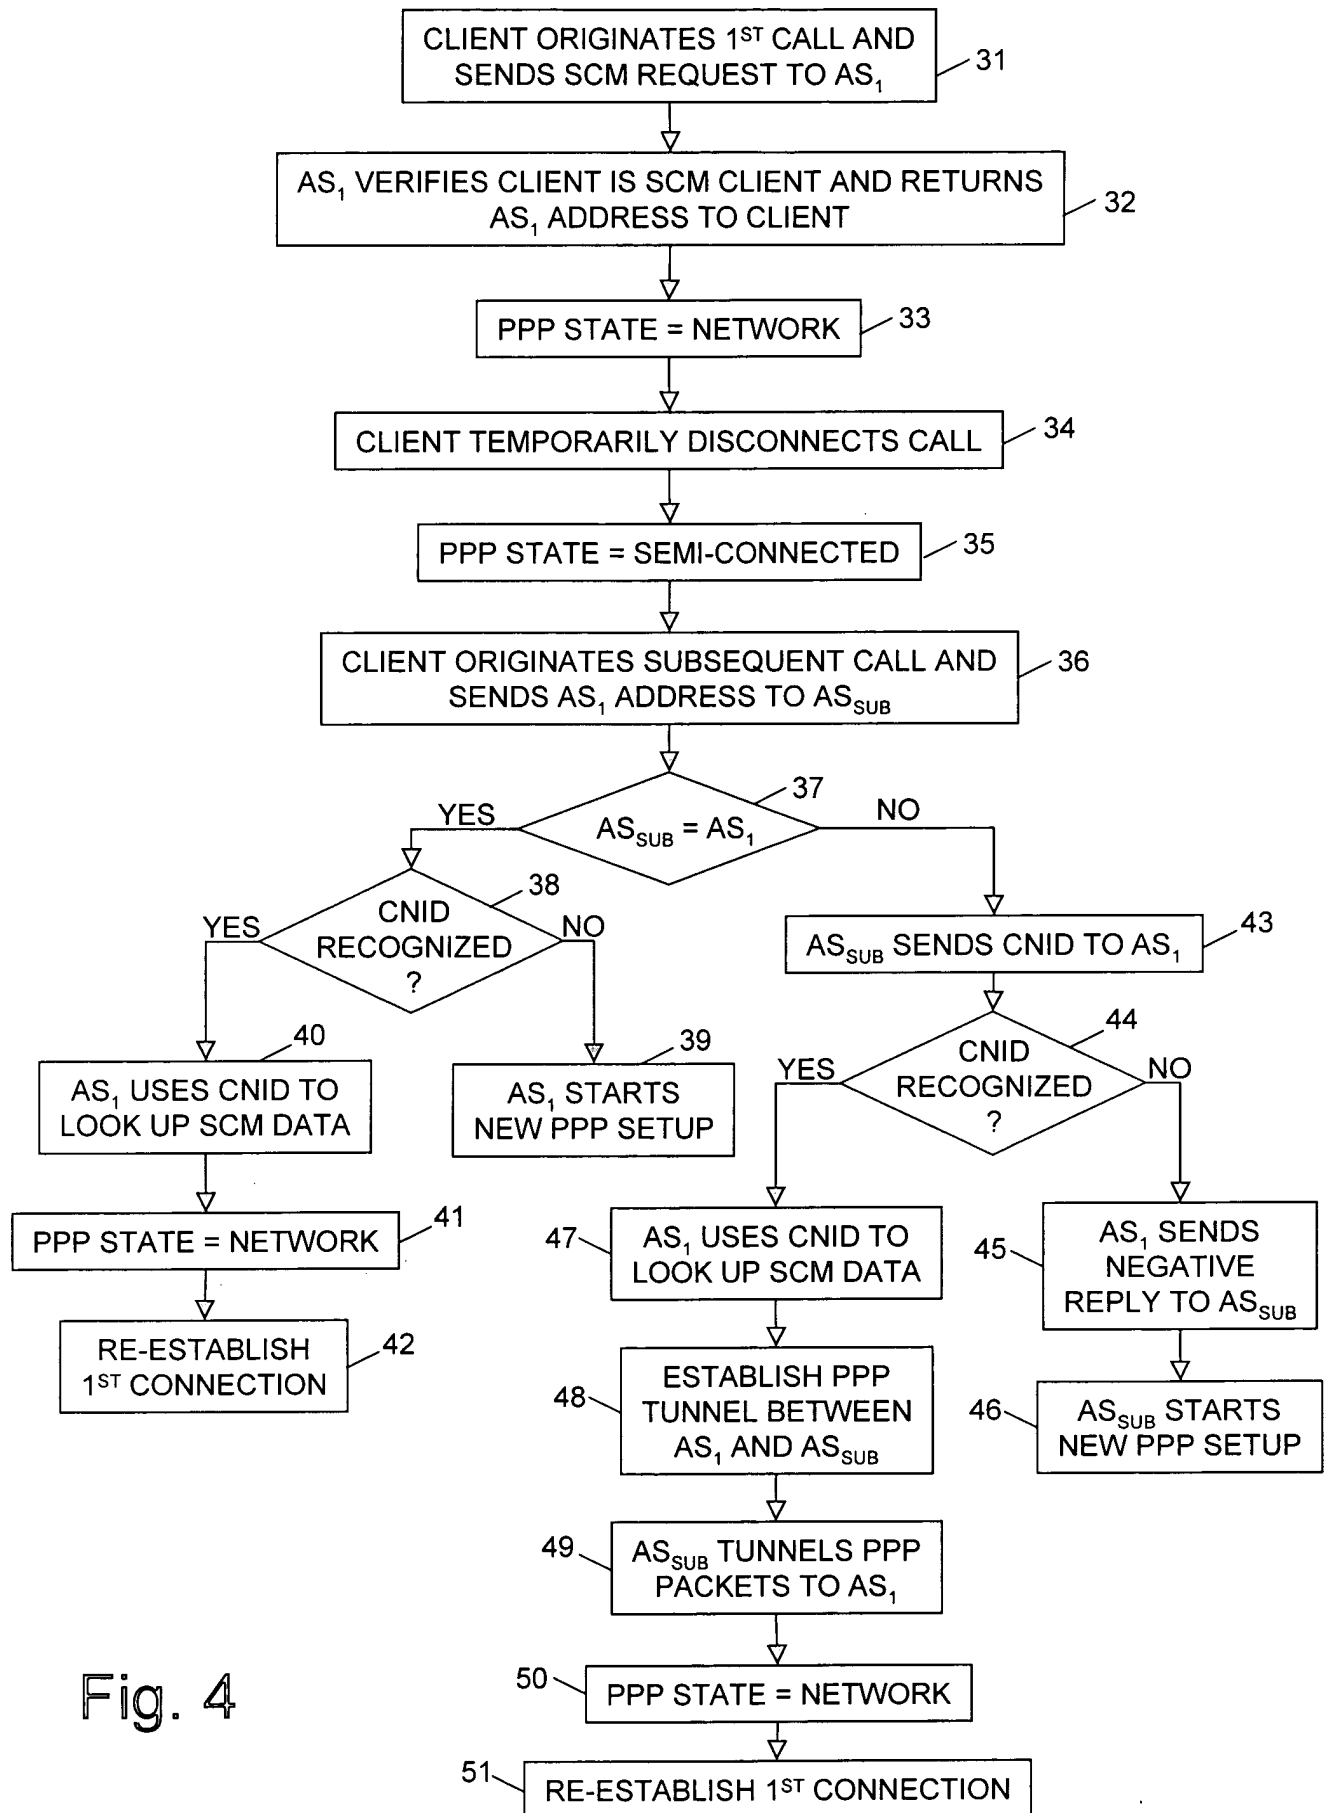 CLIENT ORIGINATES 1ST CALL AND
SENDS SCM REQUEST TO AS1
31
AS1 VERIFIES CLIENT IS SCM CLIENT AND RETURNS
AS1 ADDRESS TO CLIENT
32
PPP STATE = NETWORK
33
CLIENT TEMPORARILY DISCONNECTS CALL
34
PPP STATE = SEMI-CONNECTED
35
CLIENT ORIGINATES SUBSEQUENT CALL AND
SENDS AS1 ADDRESS TO ASSUB
36
ASSUB = AS1
37
YES
NO
CNID
RECOGNIZED
?
38
YES
NO
AS1 STARTS
NEW PPP SETUP
39
AS1 USES CNID TO
LOOK UP SCM DATA
40
PPP STATE = NETWORK
41
RE-ESTABLISH
1ST CONNECTION
42
ASSUB SENDS CNID TO AS1
43
CNID
RECOGNIZED
?
44
YES
NO
AS1 SENDS
NEGATIVE
REPLY TO ASSUB
45
ASSUB STARTS
NEW PPP SETUP
46
AS1 USES CNID TO
LOOK UP SCM DATA
47
ESTABLISH PPP
TUNNEL BETWEEN
AS1 AND ASSUB
48
ASSUB TUNNELS PPP
PACKETS TO AS1
49
PPP STATE = NETWORK
50
RE-ESTABLISH 1ST CONNECTION
51
Fig. 4